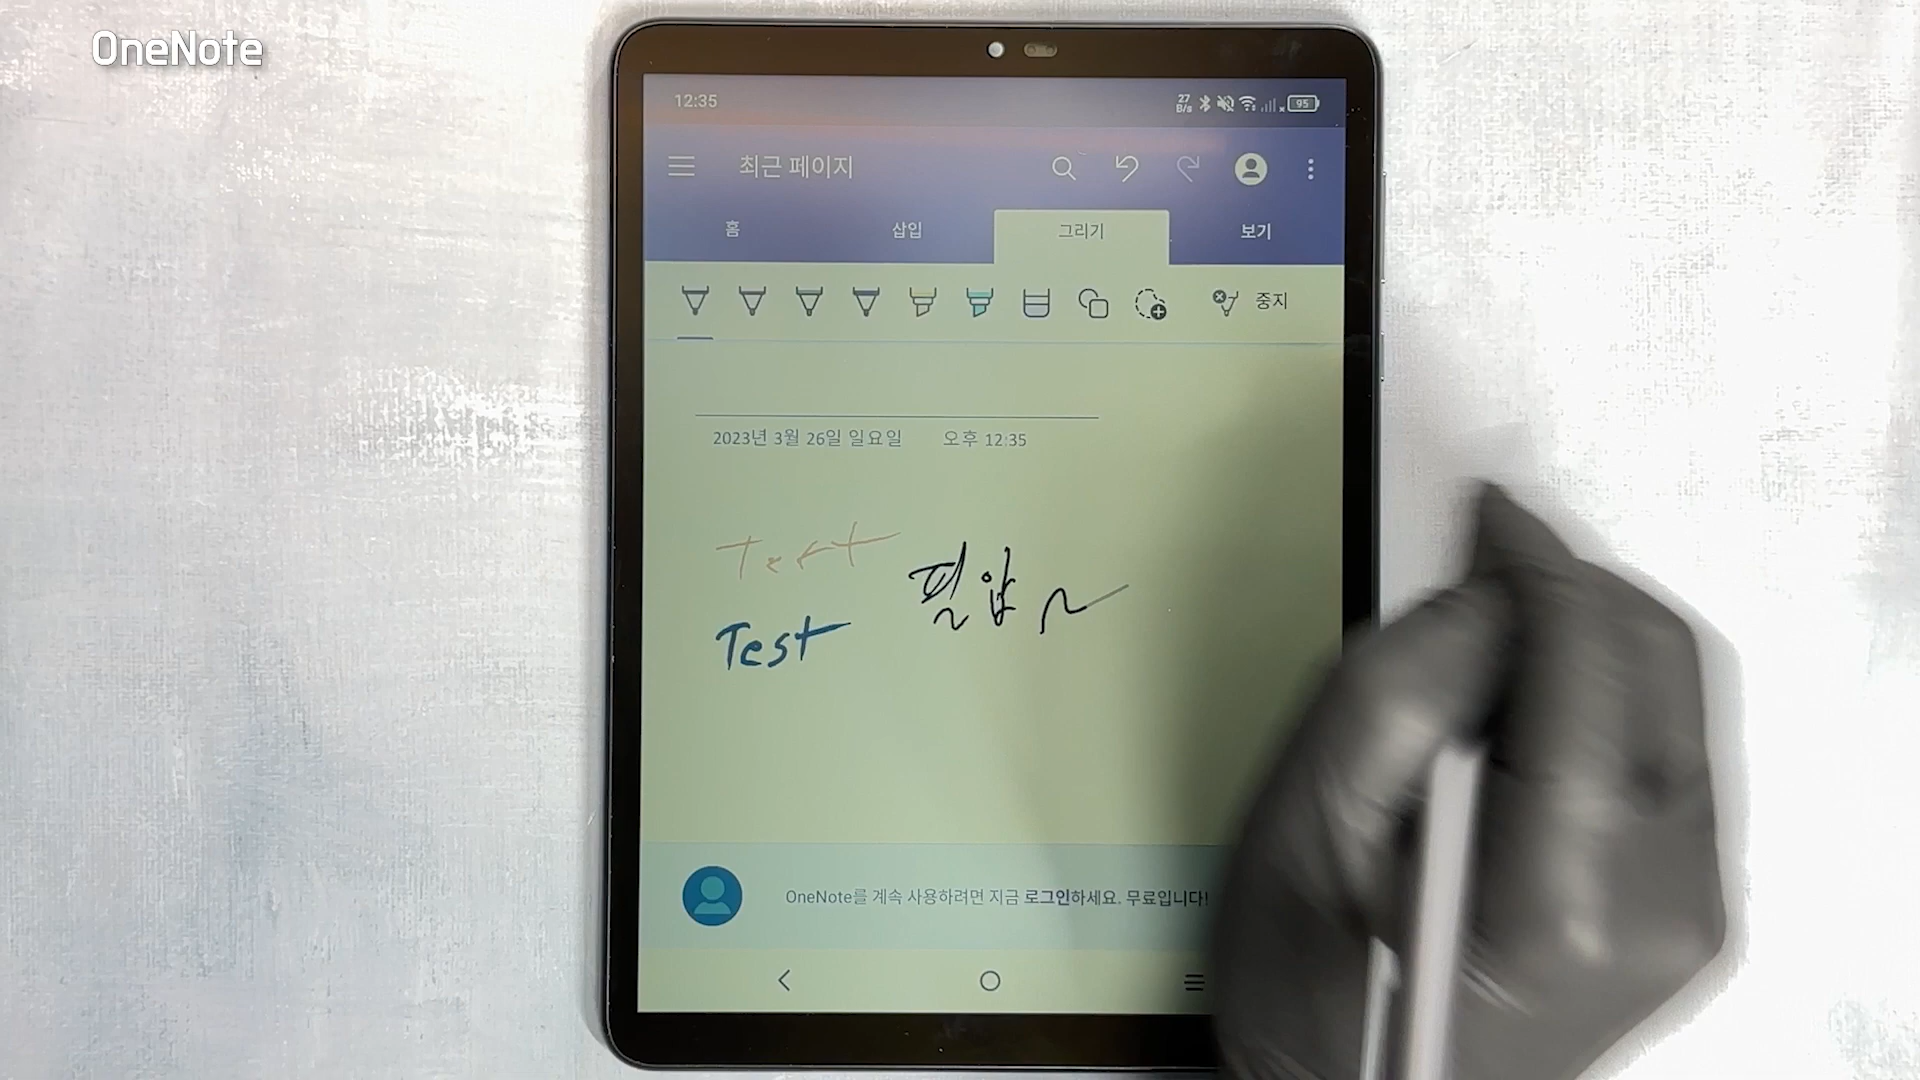 OneNote
12:35
27 B/s
95
최근 페이지
홈 삽입 그리기 보기
중지
2023년 3월 26일 일요일 오후 12:35
Test
필압~
Test
OneNote를 계속 사용하려면 지금 로그인하세요. 무료입니다!